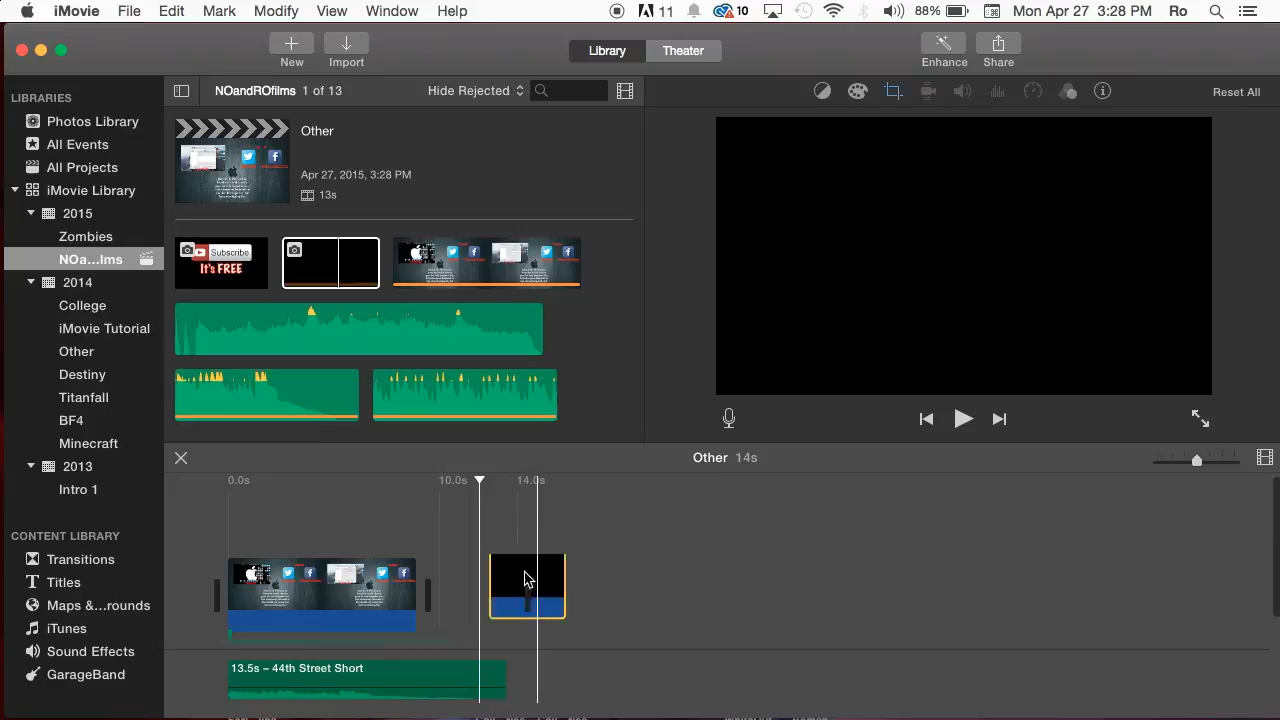 iMovie File Edit Mark Modify View Window Help 11 10 88% Mon Apr 27 3:28 PM Ro
New Import Library Theater Enhance Share
LIBRARIES
Photos Library
All Events
All Projects
iMovie Library
2015
Zombies
NOa...lms
2014
College
iMovie Tutorial
Other
Destiny
Titanfall
BF4
Minecraft
2013
Intro 1
CONTENT LIBRARY
Transitions
Titles
Maps &...rounds
iTunes
Sound Effects
GarageBand
NOandROfilms 1 of 13 Hide Rejected
Other
Apr 27, 2015, 3:28 PM
13s
Subscribe
It's FREE
Reset All
Other 14s
0.0s 10.0s 14.0s
13.5s – 44th Street Short